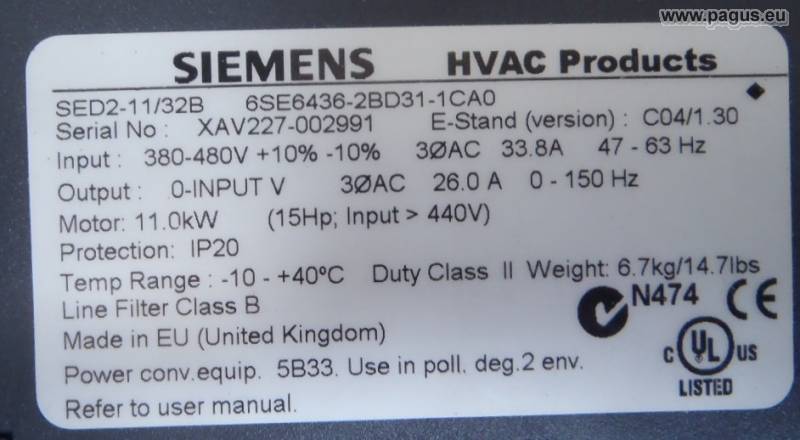 www.pagus.eu
SIEMENS HVAC Products
SED2-11/32B 6SE6436-2BD31-1CA0
Serial No : XAV227-002991 E-Stand (version) : C04/1.30
Input : 380-480V +10% -10% 3ØAC 33.8A 47 - 63 Hz
Output : 0-INPUT V 3ØAC 26.0 A 0 - 150 Hz
Motor: 11.0kW (15Hp; Input > 440V)
Protection: IP20
Temp Range : -10 - +40ºC Duty Class II Weight: 6.7kg/14.7lbs
Line Filter Class B N474 CE
Made in EU (United Kingdom)
Power conv.equip. 5B33. Use in poll. deg.2 env. C UL US
Refer to user manual. LISTED